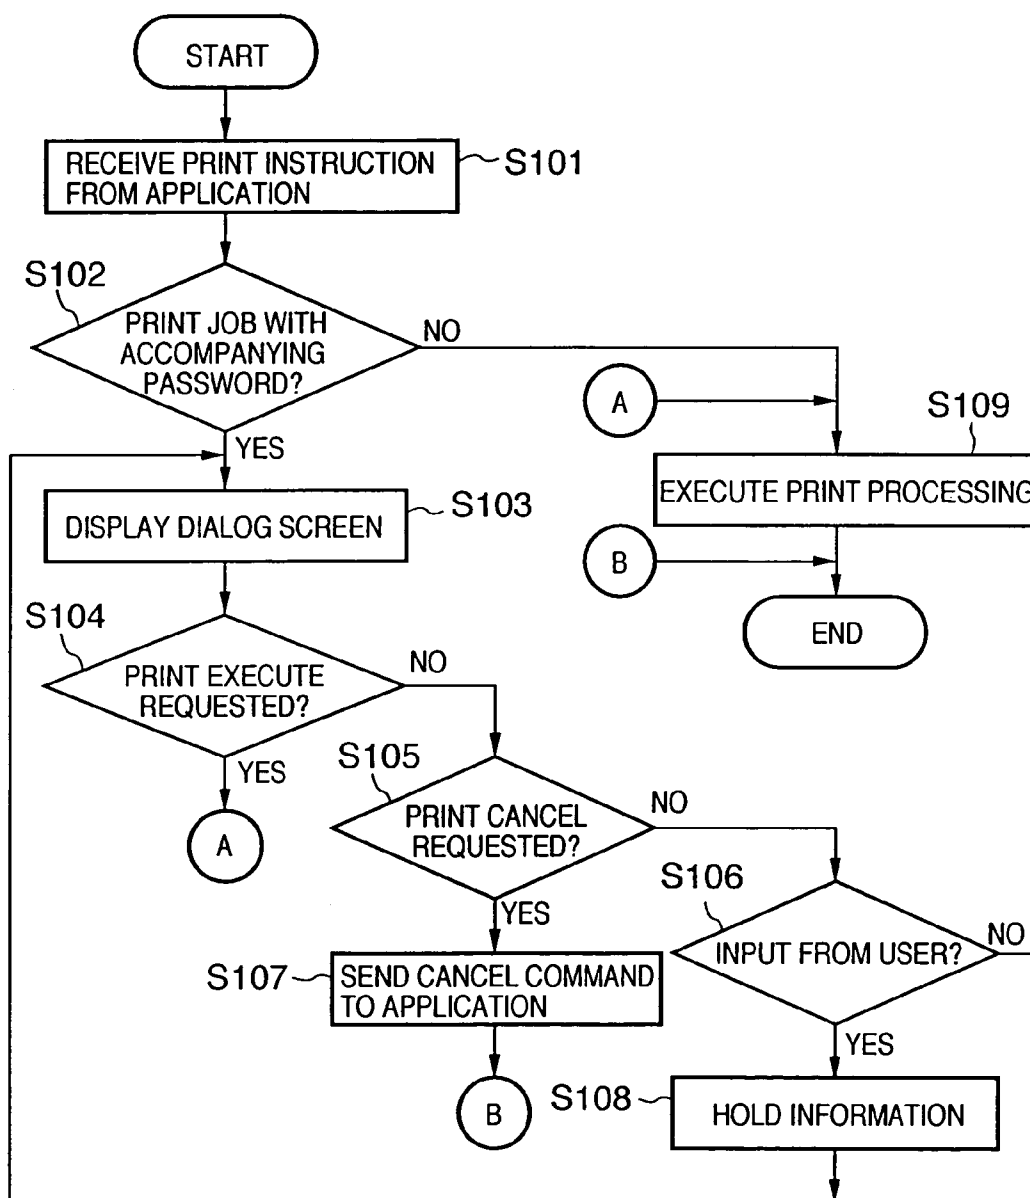 START
RECEIVE PRINT INSTRUCTION
FROM APPLICATION
S101
S102
PRINT JOB WITH
ACCOMPANYING
PASSWORD?
NO
YES
A
S109
EXECUTE PRINT PROCESSING
B
END
DISPLAY DIALOG SCREEN
S103
S104
PRINT EXECUTE
REQUESTED?
NO
YES
A
S105
PRINT CANCEL
REQUESTED?
NO
YES
S106
INPUT FROM USER?
NO
YES
S107
SEND CANCEL COMMAND
TO APPLICATION
B
S108
HOLD INFORMATION